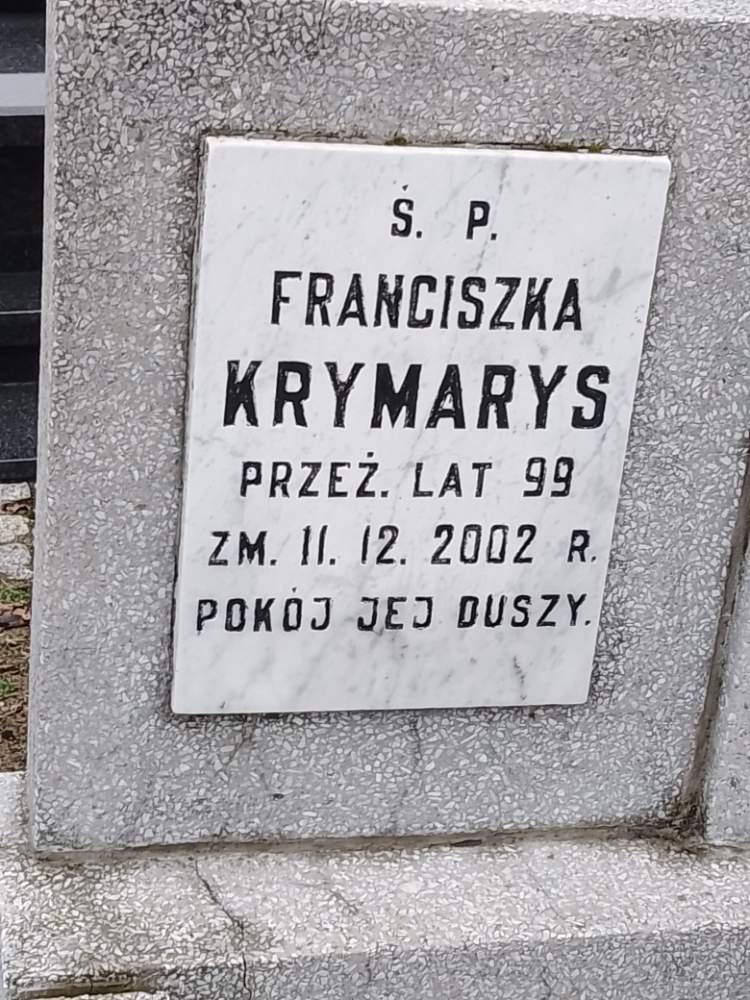 Ś. P.
FRANCISZKA
KRYMARYS
PRZEŻ. LAT 99
ZM. 11. 12. 2002 R.
POKÓJ JEJ DUSZY.